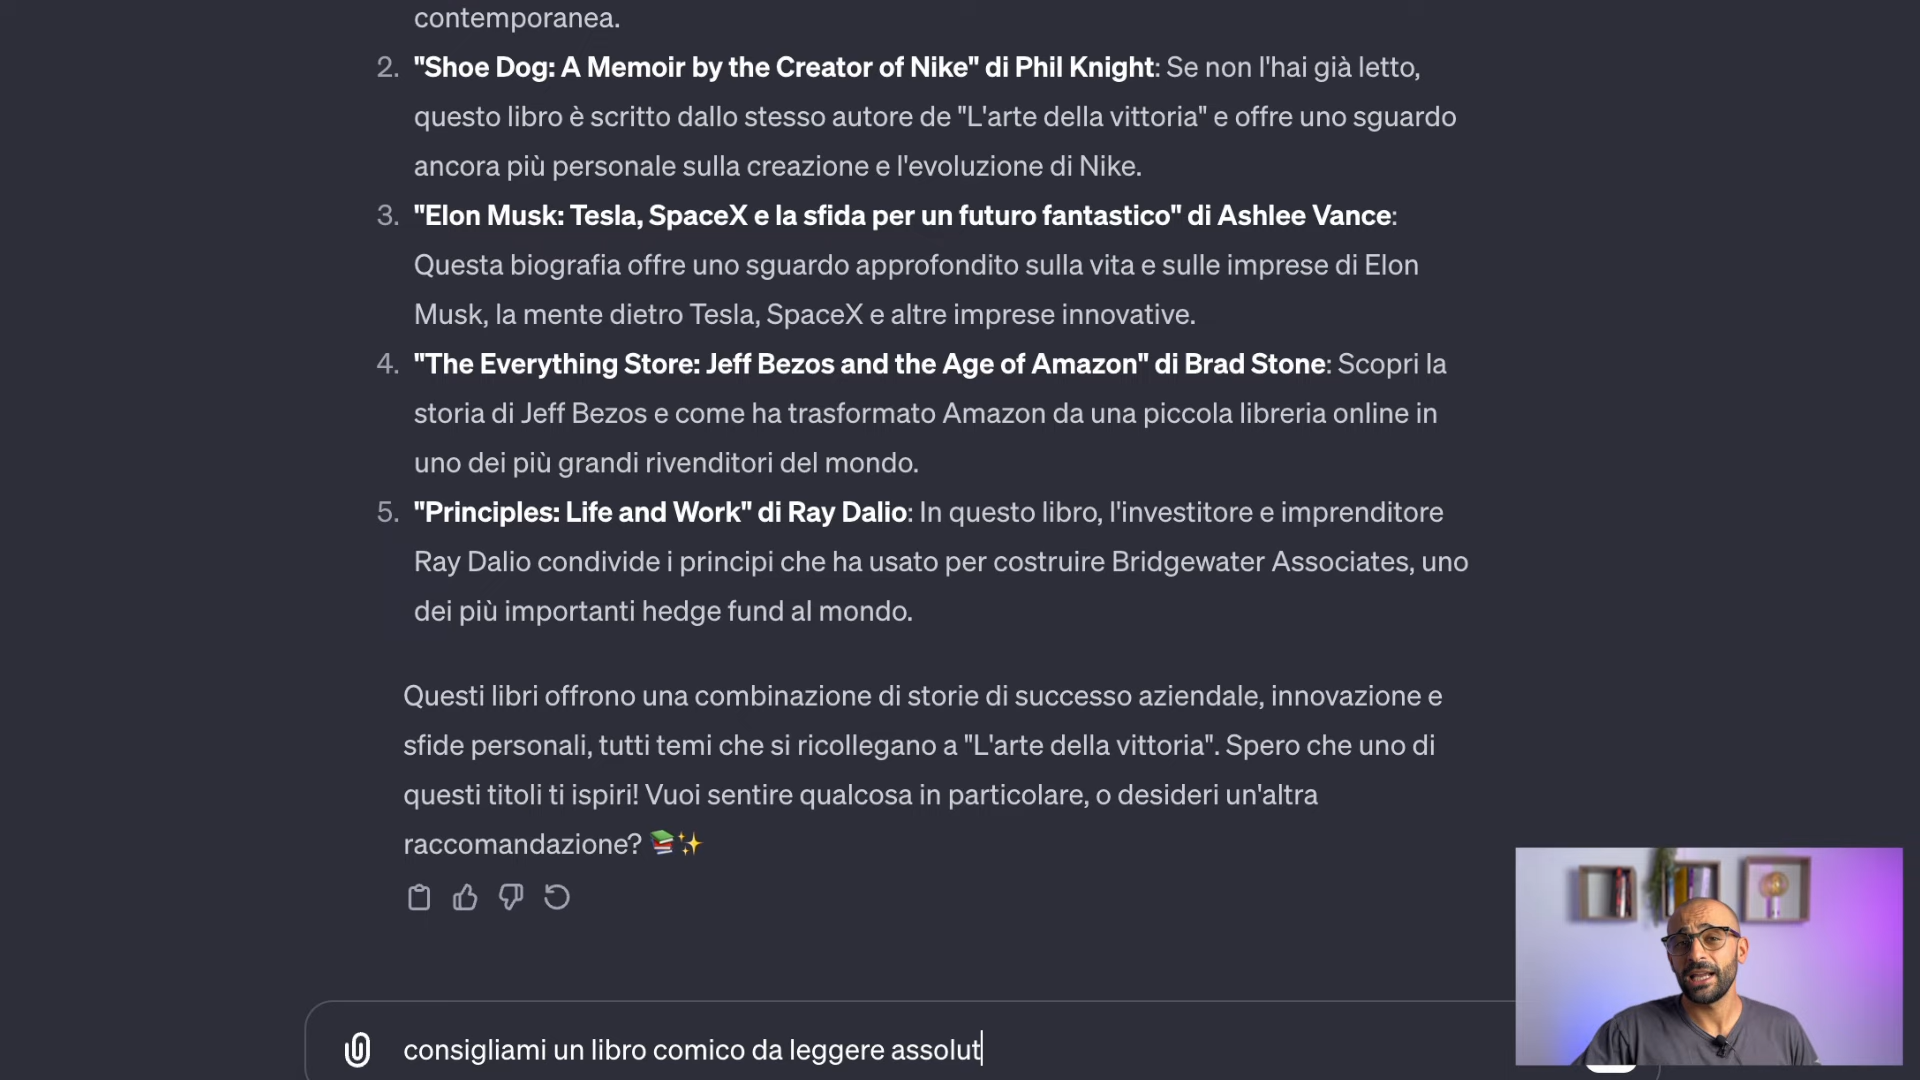 contemporanea.
2. "Shoe Dog: A Memoir by the Creator of Nike" di Phil Knight: Se non l'hai già letto,
questo libro è scritto dallo stesso autore de "L'arte della vittoria" e offre uno sguardo
ancora più personale sulla creazione e l'evoluzione di Nike.
3. "Elon Musk: Tesla, SpaceX e la sfida per un futuro fantastico" di Ashlee Vance:
Questa biografia offre uno sguardo approfondito sulla vita e sulle imprese di Elon
Musk, la mente dietro Tesla, SpaceX e altre imprese innovative.
4. "The Everything Store: Jeff Bezos and the Age of Amazon" di Brad Stone: Scopri la
storia di Jeff Bezos e come ha trasformato Amazon da una piccola libreria online in
uno dei più grandi rivenditori del mondo.
5. "Principles: Life and Work" di Ray Dalio: In questo libro, l'investitore e imprenditore
Ray Dalio condivide i principi che ha usato per costruire Bridgewater Associates, uno
dei più importanti hedge fund al mondo.
Questi libri offrono una combinazione di storie di successo aziendale, innovazione e
sfide personali, tutti temi che si ricollegano a "L'arte della vittoria". Spero che uno di
questi titoli ti ispiri! Vuoi sentire qualcosa in particolare, o desideri un'altra
raccomandazione? 📚✨
consigliami un libro comico da leggere assolut